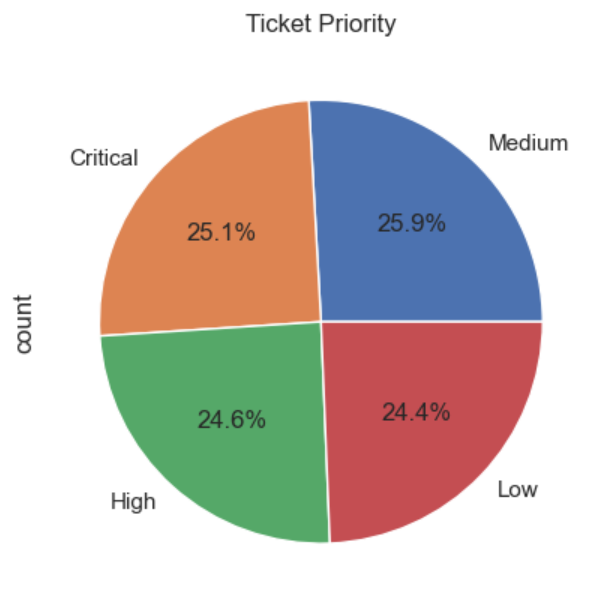 Ticket Priority
Medium
Critical
25.9%
25.1%
count
24.6%
24.4%
Low
High